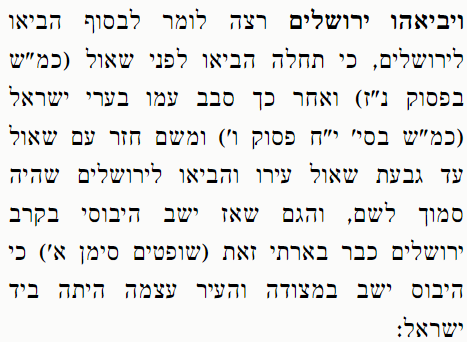 ויביאהו ירושלים רצה לומר לבסוף הביאו
לירושלים, כי תחלה הביאו לפני שאול (כמ"ש
בפסוק נ"ז) ואחר כך סבב עמו בערי ישראל
(כמ"ש בסי' י"ח פסוק ו') ומשם חזר עם שאול
עד גבעת שאול עירו והביאו לירושלים שהיה
סמוך לשם, והגם שאז ישב היבוסי בקרב
ירושלים כבר בארתי זאת (שופטים סימן א') כי
היבוס ישב במצודה והעיר עצמה היתה ביד
ישראל: